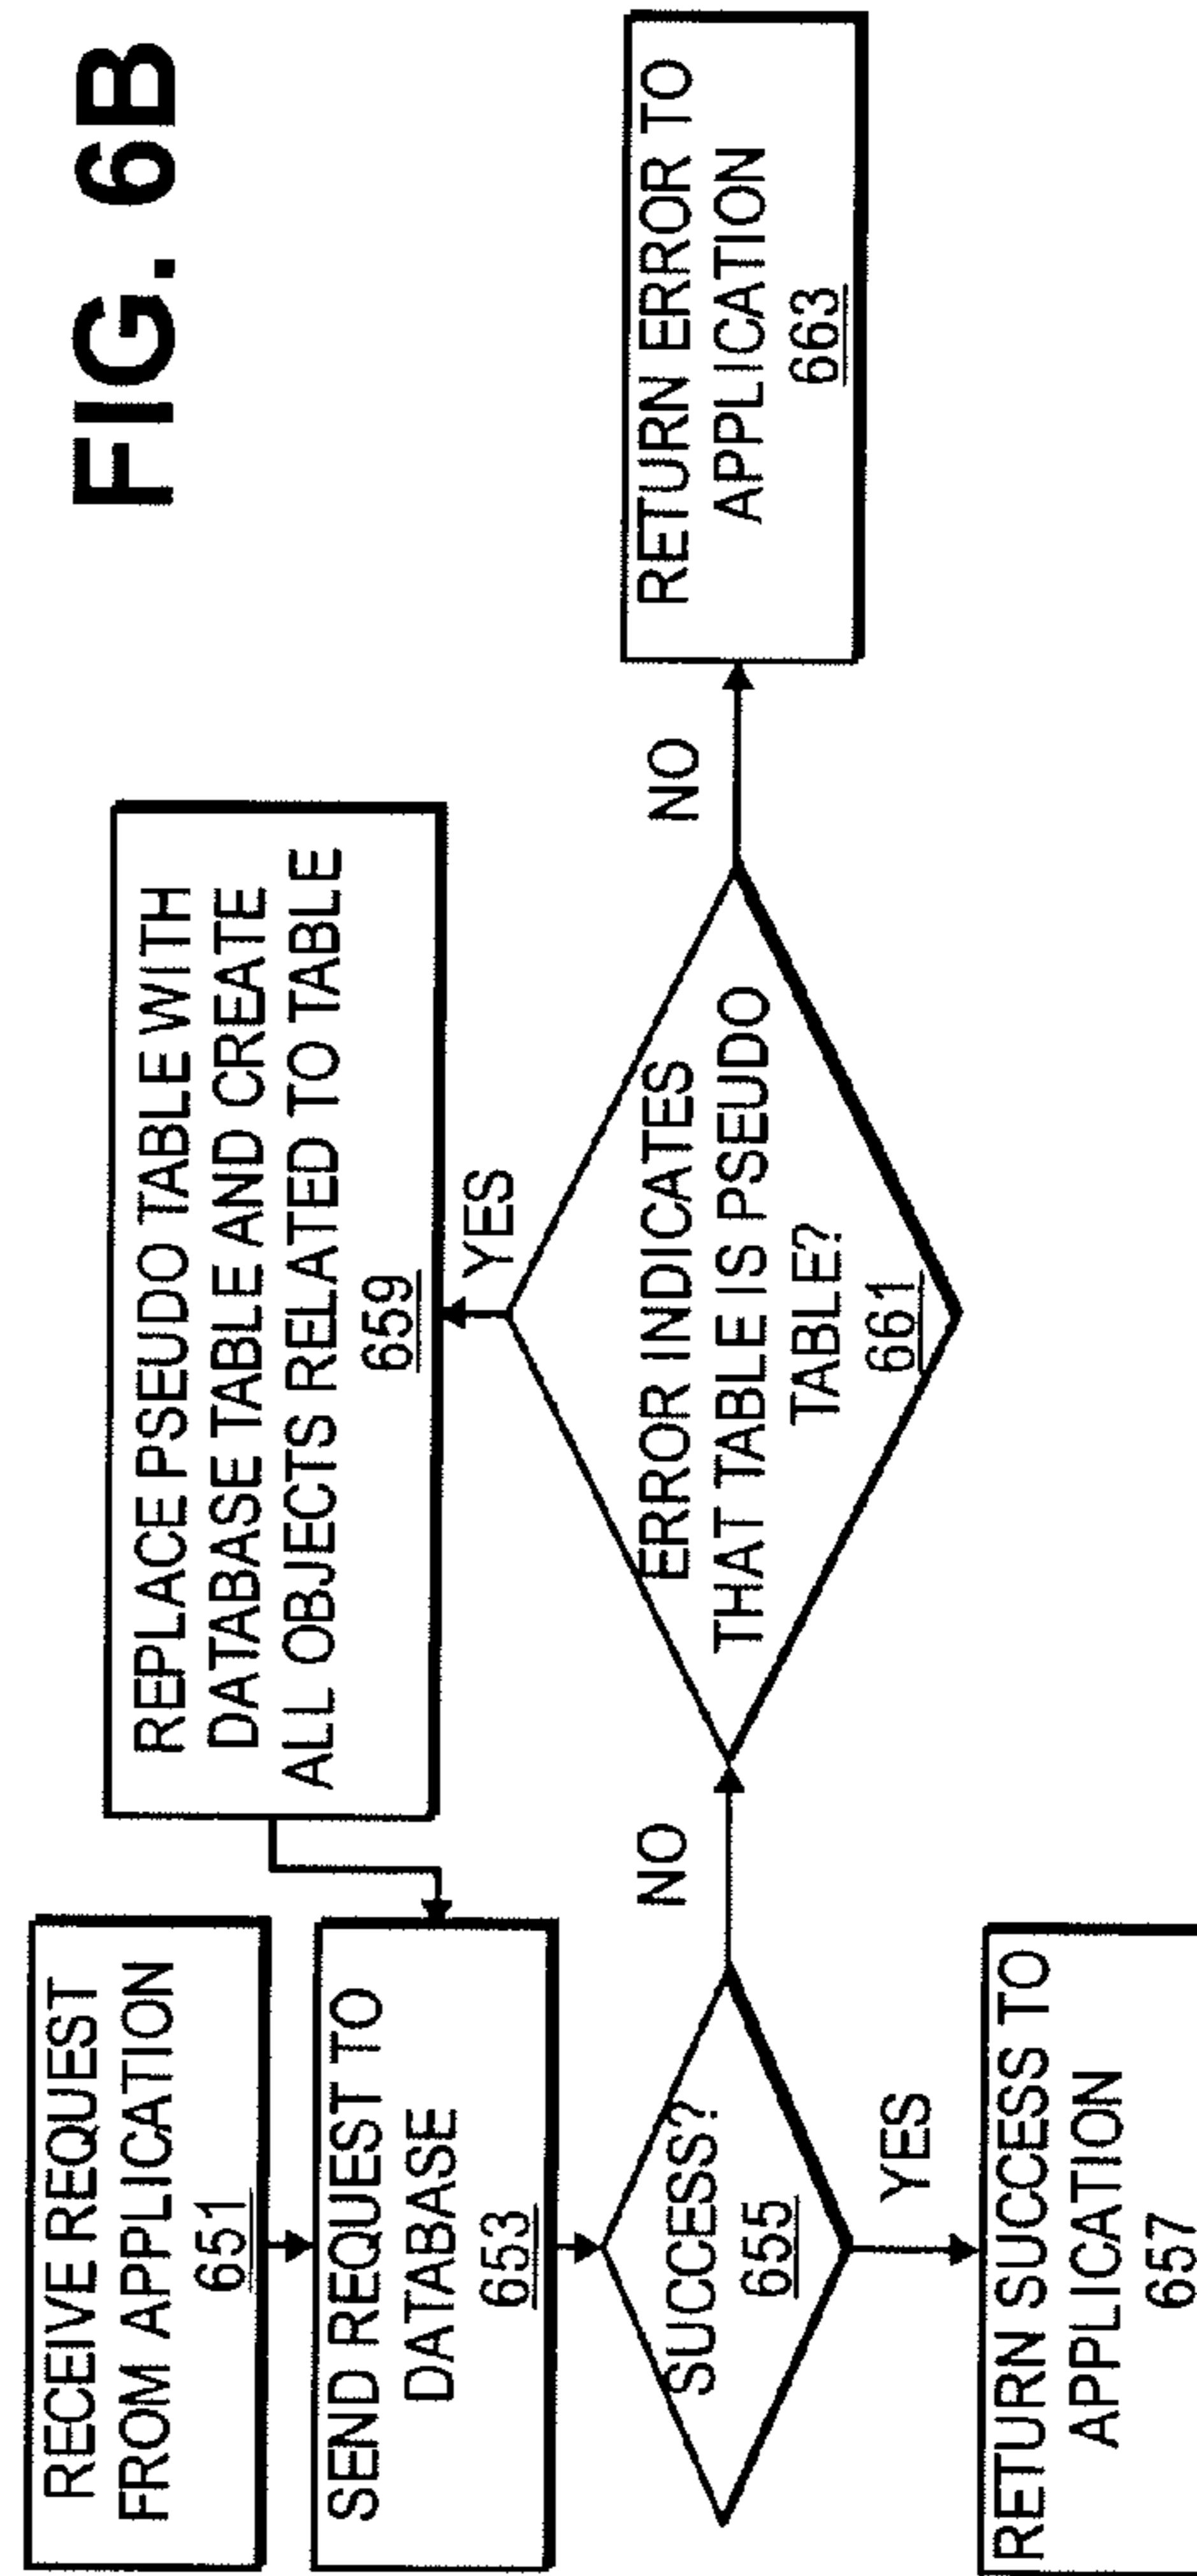 FIG. 6B
RECEIVE REQUEST
FROM APPLICATION
651
SEND REQUEST TO
DATABASE
653
SUCCESS?
655
YES
RETURN SUCCESS TO
APPLICATION
657
NO
REPLACE PSEUDO TABLE WITH
DATABASE TABLE AND CREATE
ALL OBJECTS RELATED TO TABLE
659
YES
ERROR INDICATES
THAT TABLE IS PSEUDO
TABLE?
661
NO
RETURN ERROR TO
APPLICATION
663